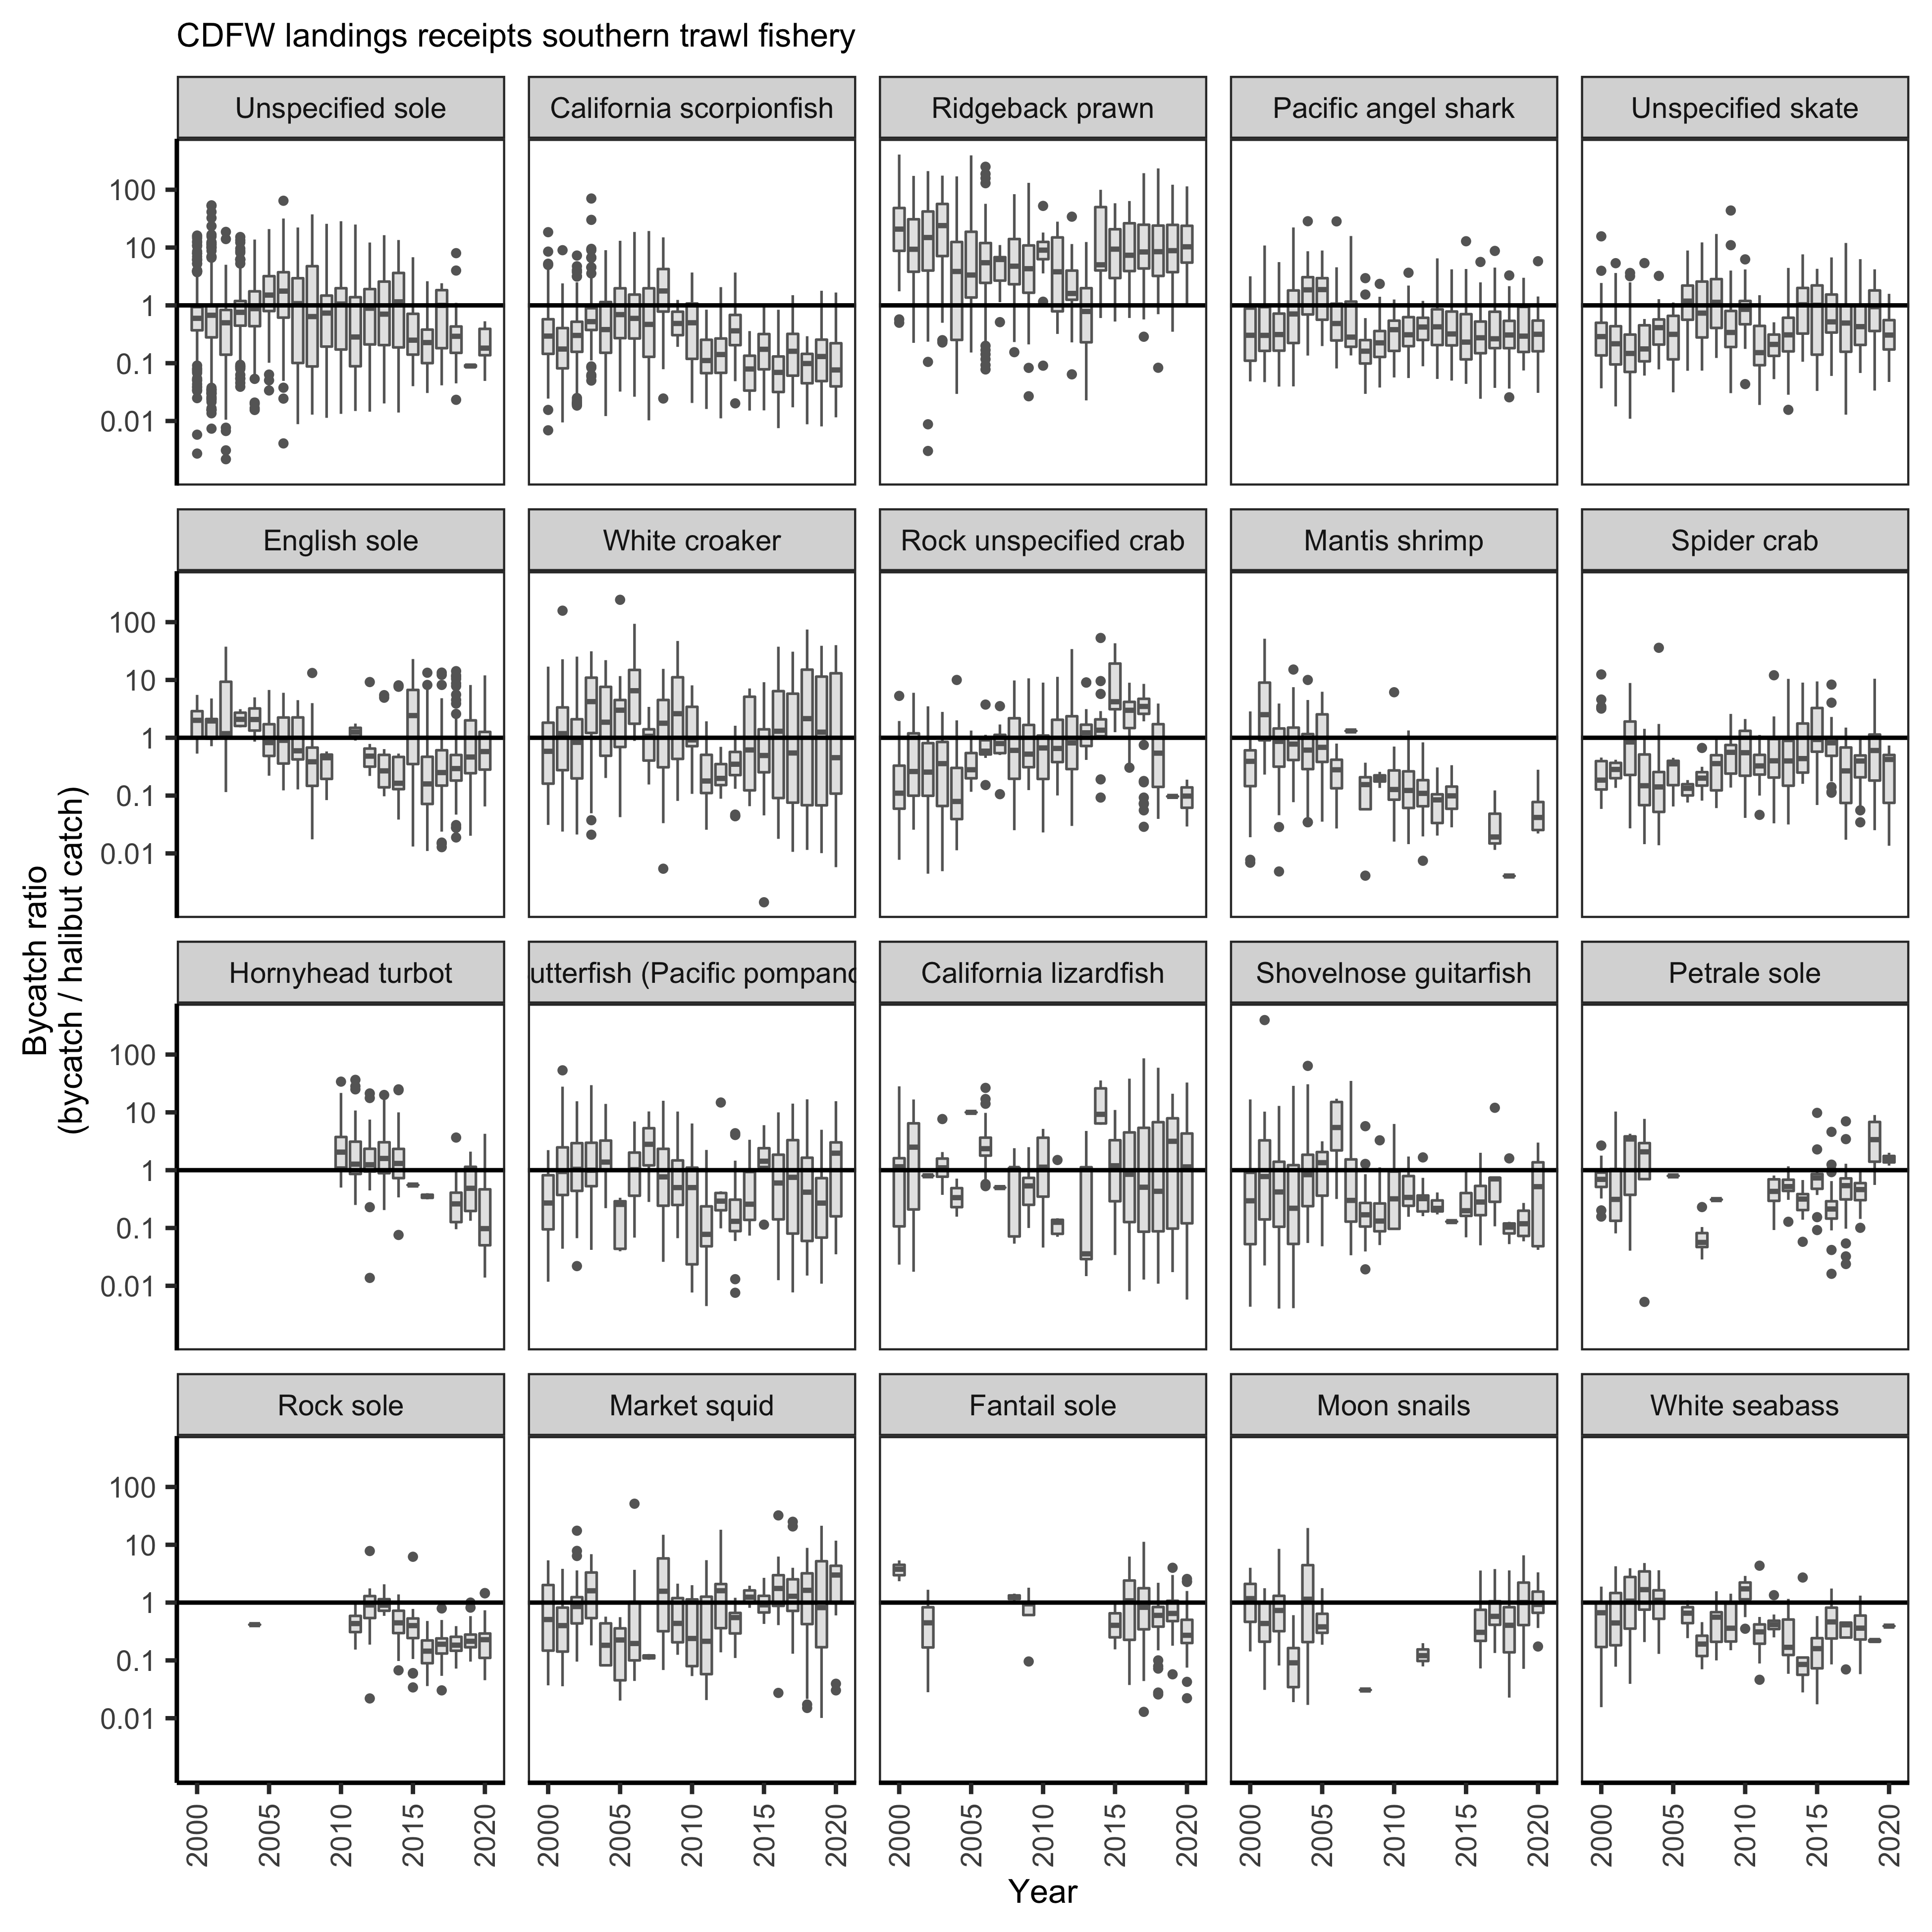 CDFW landings receipts southern trawl fishery
Unspecified sole California scorpionfish Ridgeback prawn Pacific angel shark Unspecified skate
100
10
1
0.1
0.01
English sole White croaker Rock unspecified crab Mantis shrimp Spider crab
100
10
1
0.1
0.01
Hornyhead turbot utterfish (Pacific pompano California lizardfish Shovelnose guitarfish Petrale sole
100
10
1
0.1
0.01
Rock sole Market squid Fantail sole Moon snails White seabass
100
10
1
0.1
0.01
Bycatch ratio
(bycatch / halibut catch)
2000 2005 2010 2015 2020 2000 2005 2010 2015 2020 2000 2005 2010 2015 2020 2000 2005 2010 2015 2020 2000 2005 2010 2015 2020
Year